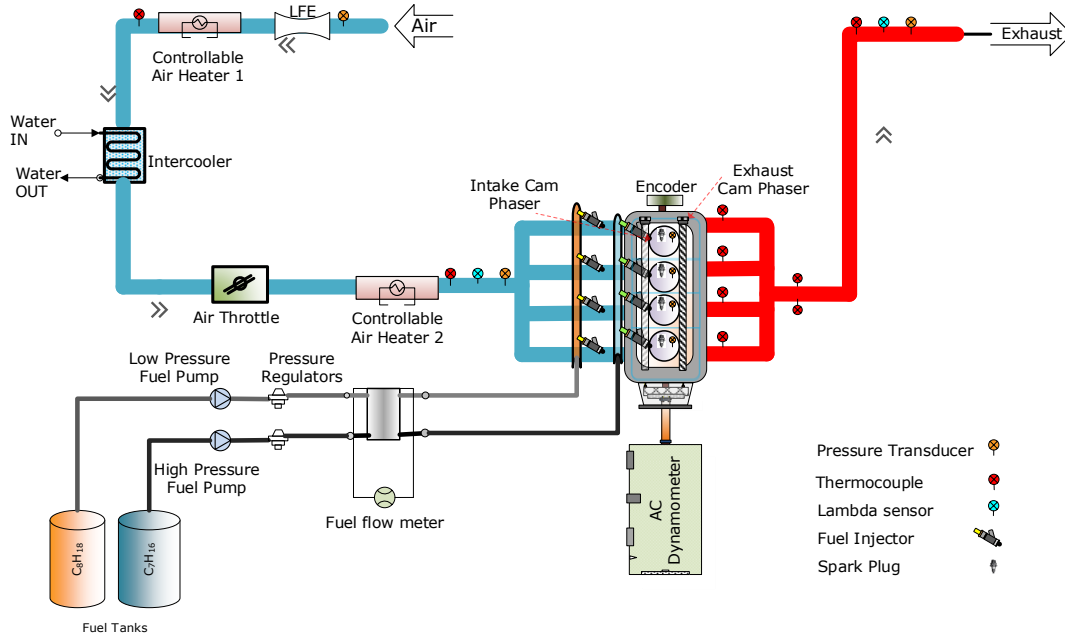 LFE
Air
Exhaust
Controllable
Air Heater 1
Water
IN
Intercooler
Water
OUT
Intake Cam
Phaser
Encoder
Exhaust
Cam Phaser
Air Throttle
Controllable
Air Heater 2
Low Pressure
Fuel Pump
Pressure
Regulators
High Pressure
Fuel Pump
Fuel flow meter
C₈H₁₈
C₇H₁₆
Fuel Tanks
AC
Dynamometer
Pressure Transducer
Thermocouple
Lambda sensor
Fuel Injector
Spark Plug